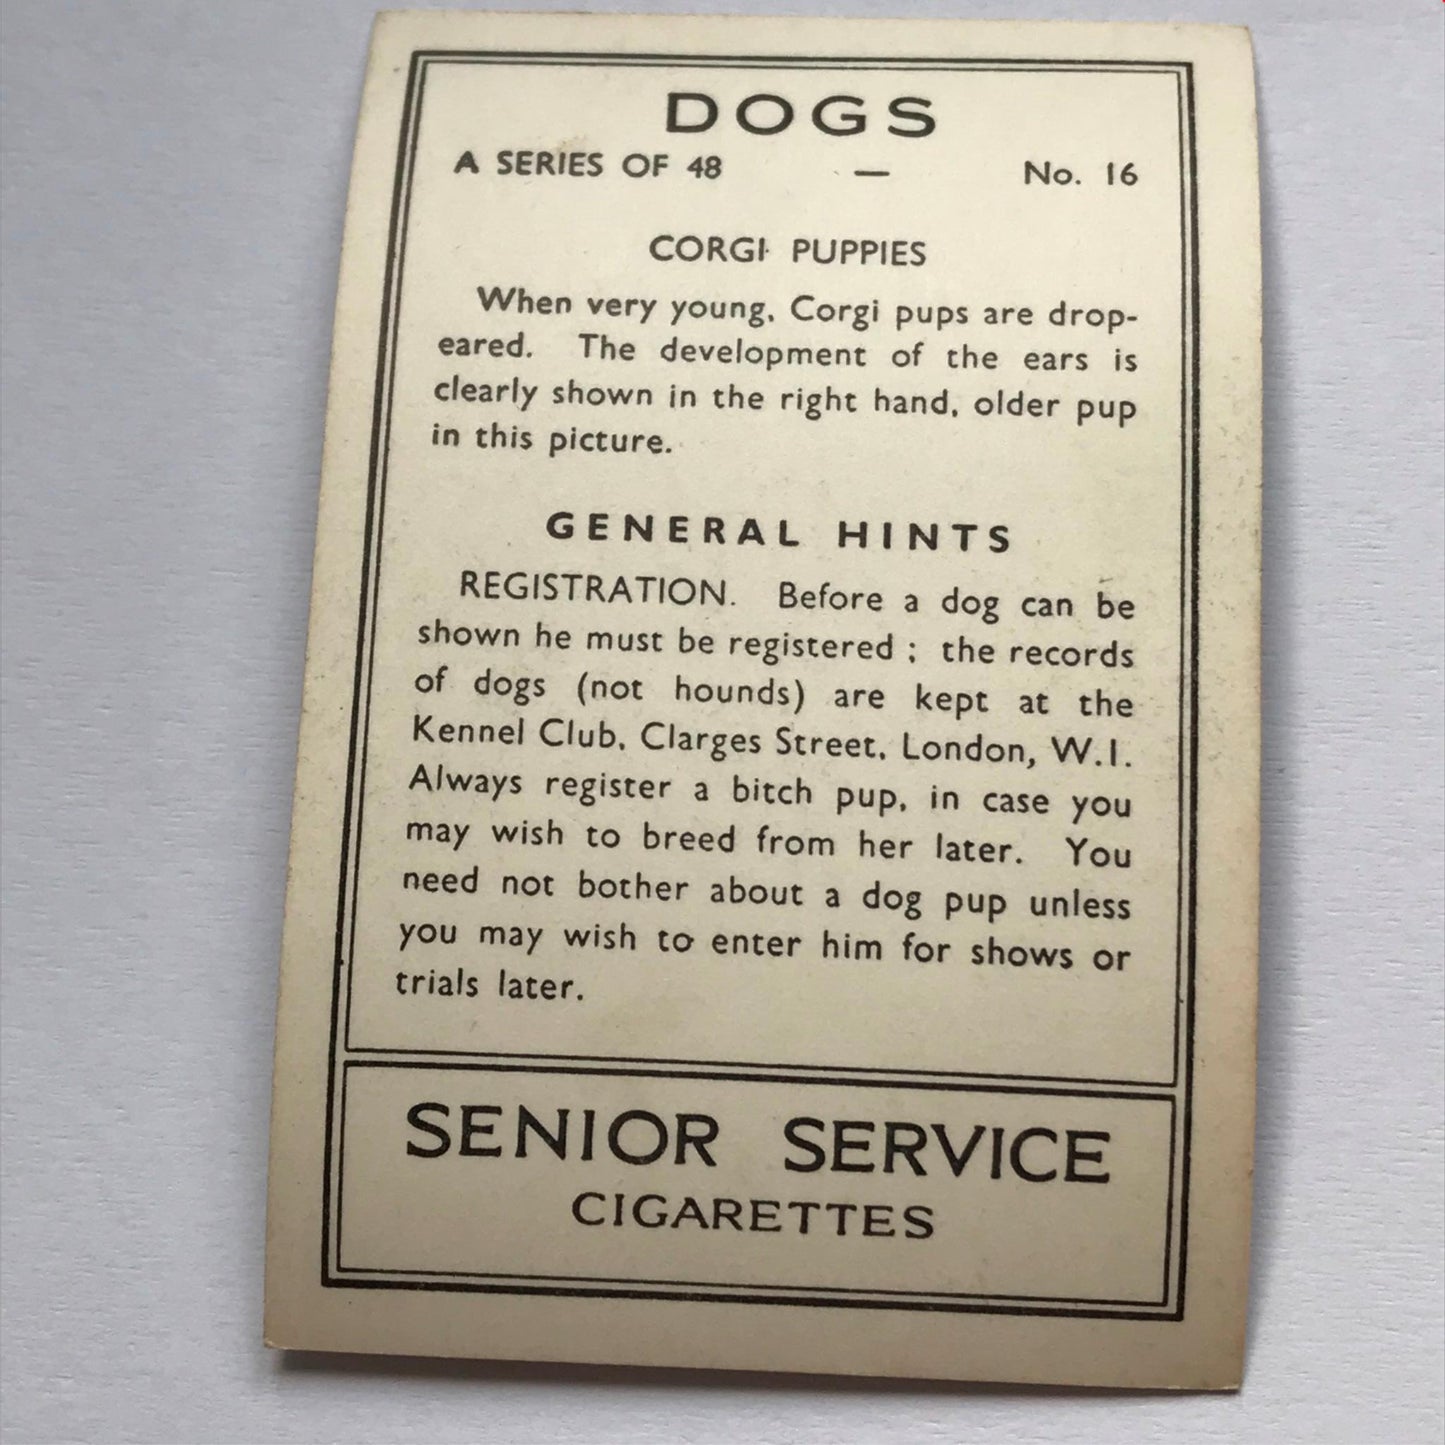 DOGS
A SERIES OF 48 — No. 16
CORGI PUPPIES
When very young, Corgi pups are drop-
eared. The development of the ears is
clearly shown in the right hand, older pup
in this picture.
GENERAL HINTS
REGISTRATION. Before a dog can be
shown he must be registered ; the records
of dogs (not hounds) are kept at the
Kennel Club, Clarges Street, London, W.I.
Always register a bitch pup, in case you
may wish to breed from her later. You
need not bother about a dog pup unless
you may wish to enter him for shows or
trials later.
SENIOR SERVICE
CIGARETTES